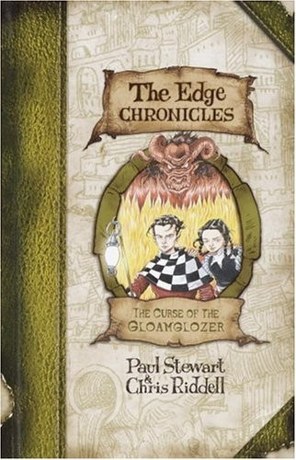 The Edge
CHRONICLES
THE CURSE OF THE
GLOAMGLOZER
Paul Stewart
& Chris Riddell